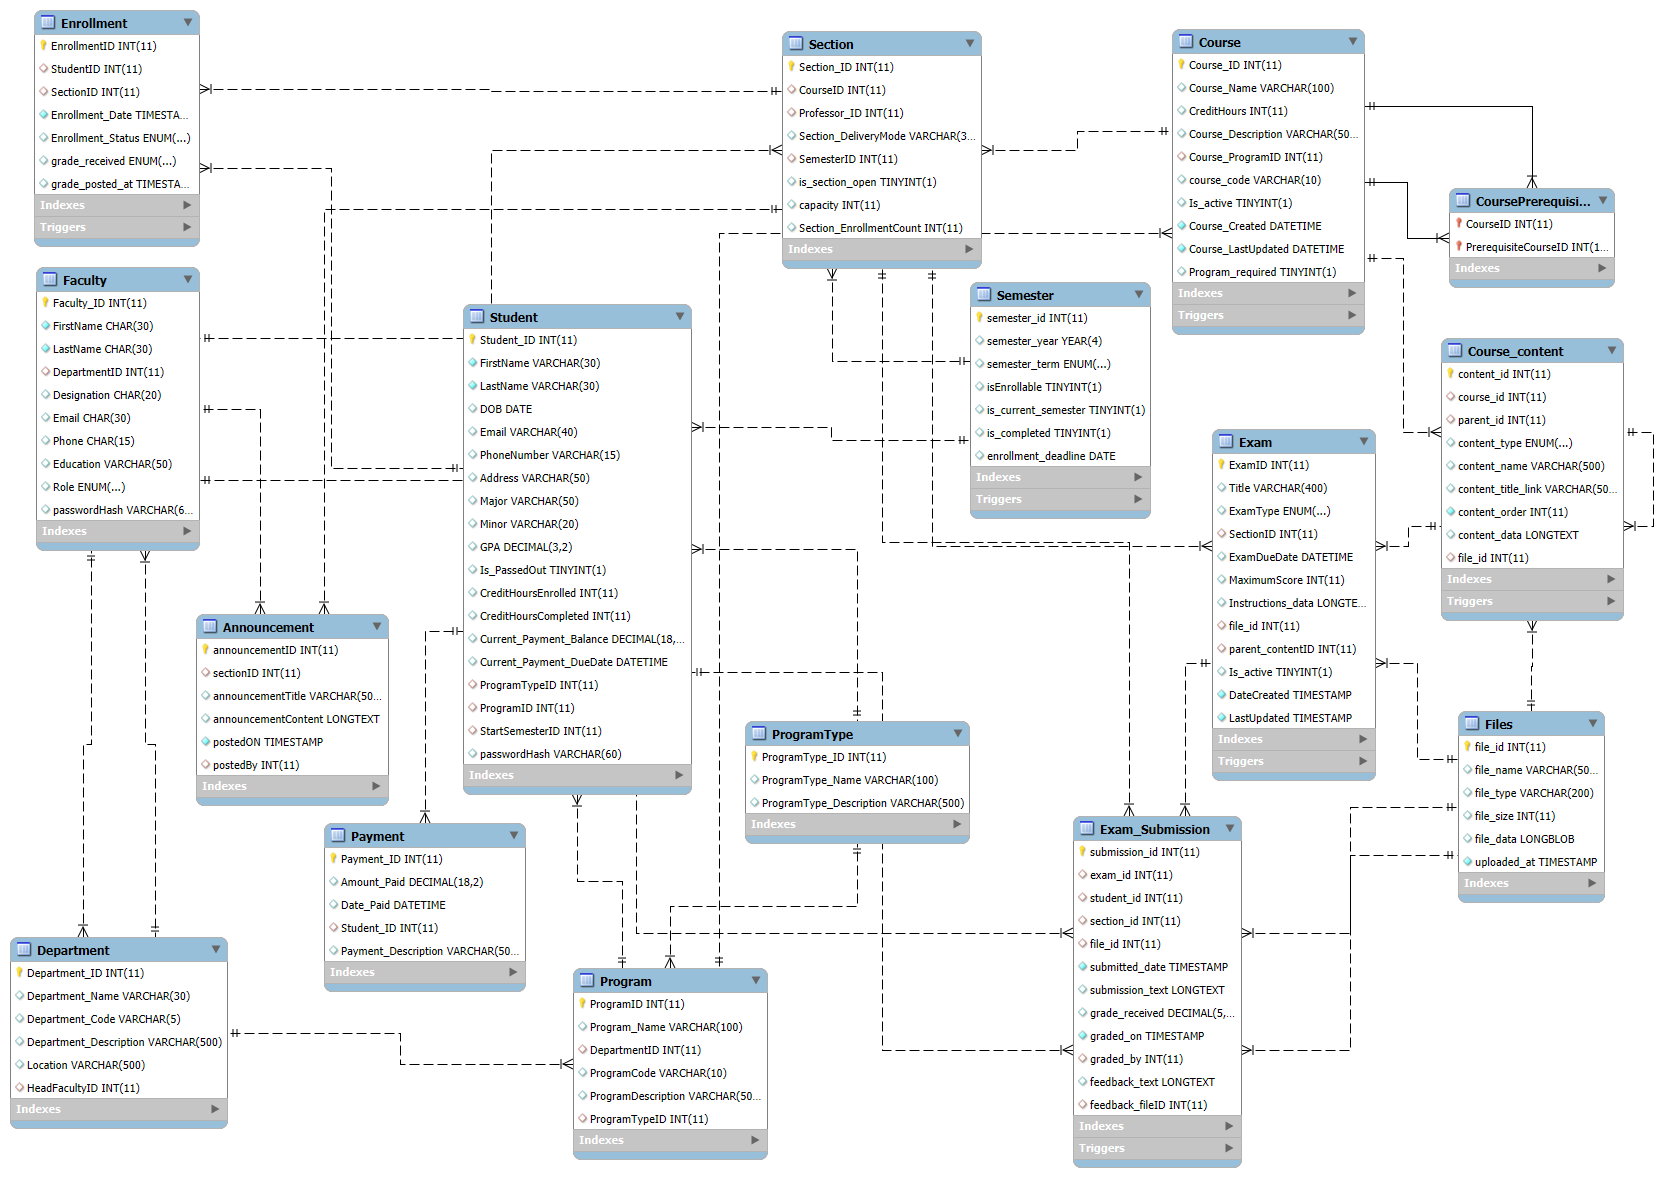 Enrollment
EnrollmentID INT(11)
StudentID INT(11)
SectionID INT(11)
Enrollment_Date TIMESTA...
Enrollment_Status ENUM(...)
grade_received ENUM(...)
grade_posted_at TIMESTA...
Indexes
Triggers
Section
Section_ID INT(11)
CourseID INT(11)
Professor_ID INT(11)
Section_DeliveryMode VARCHAR(3...
SemesterID INT(11)
is_section_open TINYINT(1)
capacity INT(11)
Section_EnrollmentCount INT(11)
Indexes
Course
Course_ID INT(11)
Course_Name VARCHAR(100)
CreditHours INT(11)
Course_Description VARCHAR(50...
Course_ProgramID INT(11)
course_code VARCHAR(10)
Is_active TINYINT(1)
Course_Created DATETIME
Course_LastUpdated DATETIME
Program_required TINYINT(1)
Indexes
Triggers
CoursePrerequisi...
CourseID INT(11)
PrerequisiteCourseID INT(1...
Indexes
Faculty
Faculty_ID INT(11)
FirstName CHAR(30)
LastName CHAR(30)
DepartmentID INT(11)
Designation CHAR(20)
Email CHAR(30)
Phone CHAR(15)
Education VARCHAR(50)
Role ENUM(...)
passwordHash VARCHAR(6...
Indexes
Student
Student_ID INT(11)
FirstName VARCHAR(30)
LastName VARCHAR(30)
DOB DATE
Email VARCHAR(40)
PhoneNumber VARCHAR(15)
Address VARCHAR(50)
Major VARCHAR(50)
Minor VARCHAR(20)
GPA DECIMAL(3,2)
Is_PassedOut TINYINT(1)
CreditHoursEnrolled INT(11)
CreditHoursCompleted INT(11)
Current_Payment_Balance DECIMAL(18,...
Current_Payment_DueDate DATETIME
ProgramTypeID INT(11)
ProgramID INT(11)
StartSemesterID INT(11)
passwordHash VARCHAR(60)
Indexes
Semester
semester_id INT(11)
semester_year YEAR(4)
semester_term ENUM(...)
isEnrollable TINYINT(1)
is_current_semester TINYINT(1)
is_completed TINYINT(1)
enrollment_deadline DATE
Indexes
Triggers
Course_content
content_id INT(11)
course_id INT(11)
parent_id INT(11)
content_type ENUM(...)
content_name VARCHAR(500)
content_title_link VARCHAR(50...
content_order INT(11)
content_data LONGTEXT
file_id INT(11)
Indexes
Triggers
Exam
ExamID INT(11)
Title VARCHAR(400)
ExamType ENUM(...)
SectionID INT(11)
ExamDueDate DATETIME
MaximumScore INT(11)
Instructions_data LONGTE...
file_id INT(11)
parent_contentID INT(11)
Is_active TINYINT(1)
DateCreated TIMESTAMP
LastUpdated TIMESTAMP
Indexes
Triggers
Announcement
announcementID INT(11)
sectionID INT(11)
announcementTitle VARCHAR(50...
announcementContent LONGTEXT
postedON TIMESTAMP
postedBy INT(11)
Indexes
ProgramType
ProgramType_ID INT(11)
ProgramType_Name VARCHAR(100)
ProgramType_Description VARCHAR(500)
Indexes
Files
file_id INT(11)
file_name VARCHAR(50...
file_type VARCHAR(200)
file_size INT(11)
file_data LONGBLOB
uploaded_at TIMESTAMP
Indexes
Payment
Payment_ID INT(11)
Amount_Paid DECIMAL(18,2)
Date_Paid DATETIME
Student_ID INT(11)
Payment_Description VARCHAR(50...
Indexes
Exam_Submission
submission_id INT(11)
exam_id INT(11)
student_id INT(11)
section_id INT(11)
file_id INT(11)
submitted_date TIMESTAMP
submission_text LONGTEXT
grade_received DECIMAL(5,...
graded_on TIMESTAMP
graded_by INT(11)
feedback_text LONGTEXT
feedback_fileID INT(11)
Indexes
Triggers
Department
Department_ID INT(11)
Department_Name VARCHAR(30)
Department_Code VARCHAR(5)
Department_Description VARCHAR(500)
Location VARCHAR(500)
HeadFacultyID INT(11)
Indexes
Program
ProgramID INT(11)
Program_Name VARCHAR(100)
DepartmentID INT(11)
ProgramCode VARCHAR(10)
ProgramDescription VARCHAR(50...
ProgramTypeID INT(11)
Indexes